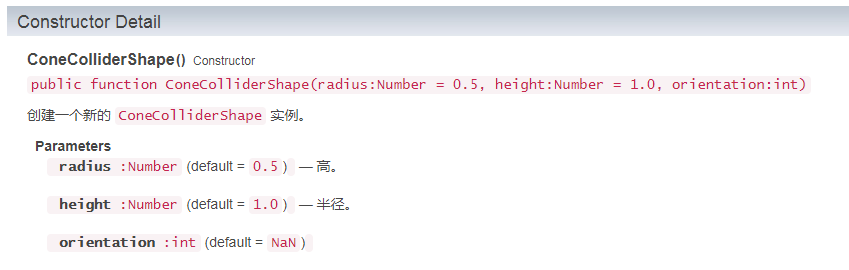 Constructor Detail
ConeColliderShape() Constructor
public function ConeColliderShape(radius:Number = 0.5, height:Number = 1.0, orientation:int)
创建一个新的 ConeColliderShape 实例。
Parameters
radius :Number (default = 0.5 ) — 高。
height :Number (default = 1.0 ) — 半径。
orientation :int (default = NaN )